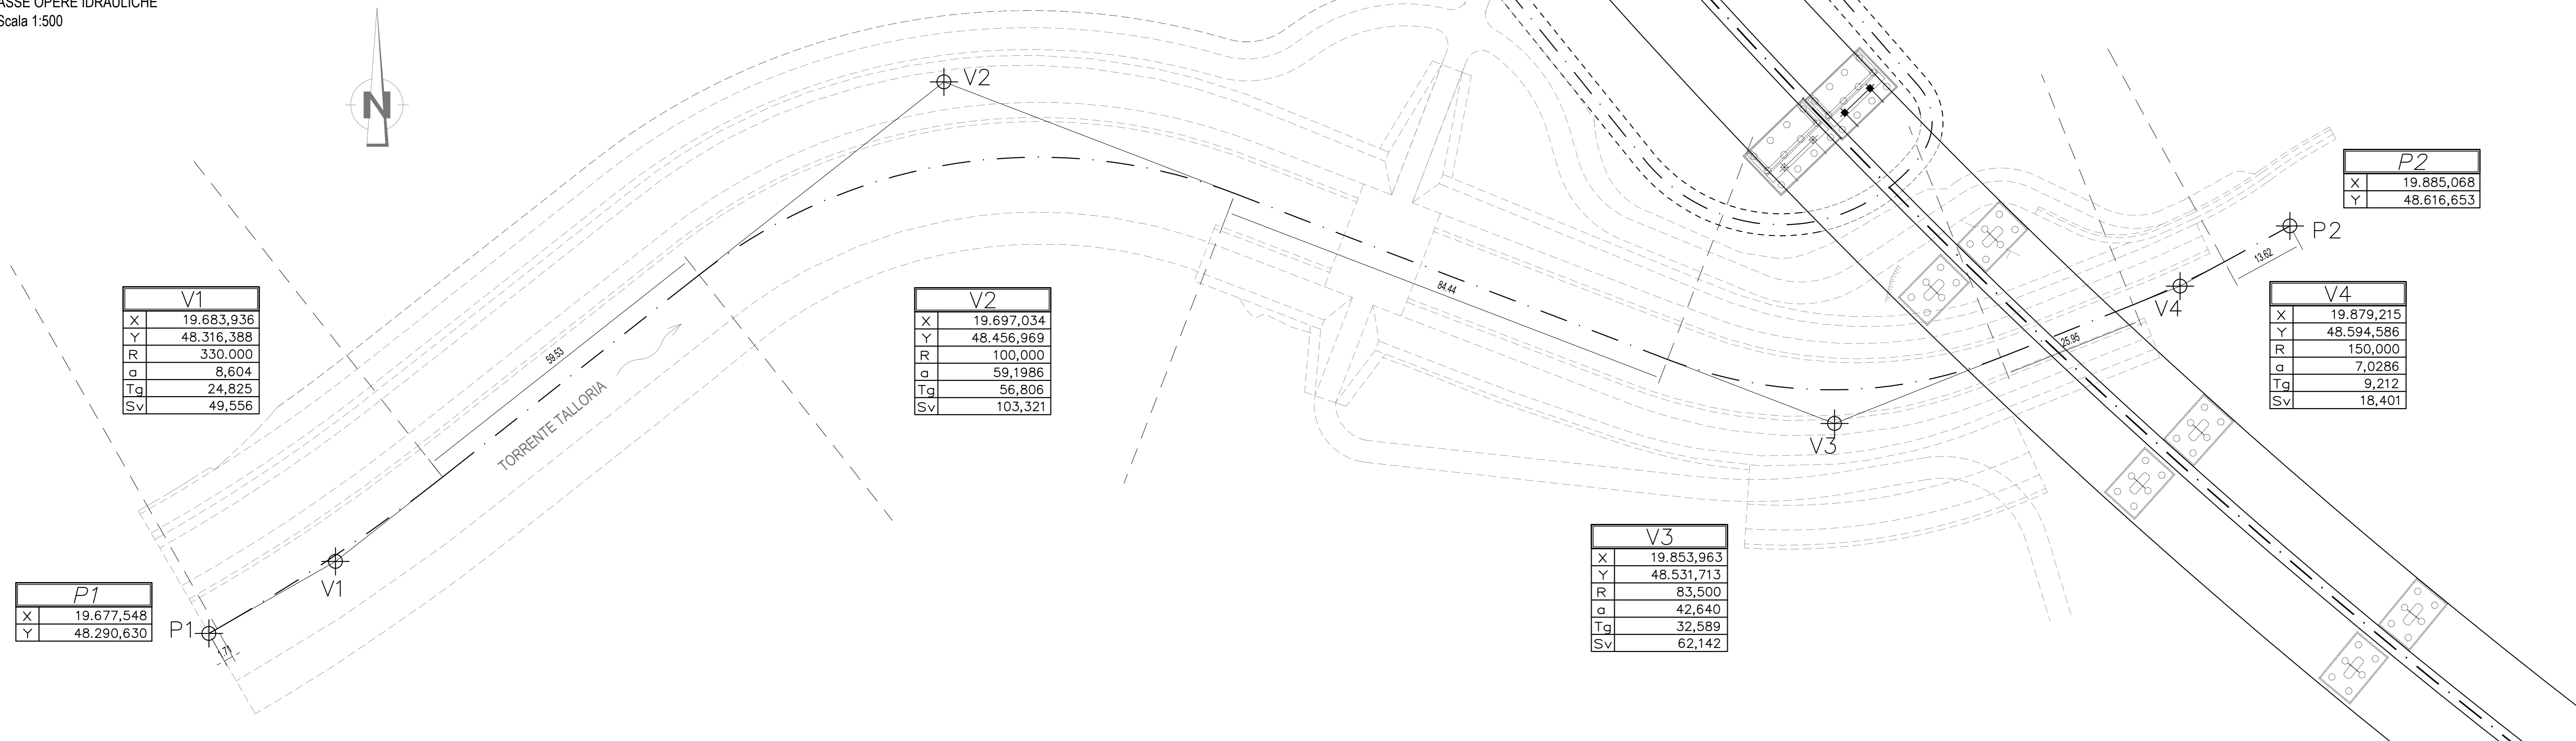 ASSE OPERE IDRAULICHE
Scala 1:500
N
V2
P2
X 19.885,068
Y 48.616,653
P2
13.62
V4
V4
X 19.879,215
Y 48.594,586
R 150,000
a 7,0286
Tg 9,212
Sv 18,401
V1
X 19.683,936
Y 48.316,388
R 330.000
a 8,604
Tg 24,825
Sv 49,556
V2
X 19.697,034
Y 48.456,969
R 100,000
a 59,1986
Tg 56,806
Sv 103,321
84.44
25.95
59.53
TORRENTE TALLORIA
V3
V3
X 19.853,963
Y 48.531,713
R 83,500
a 42,640
Tg 32,589
Sv 62,142
V1
P1
X 19.677,548
Y 48.290,630
P1